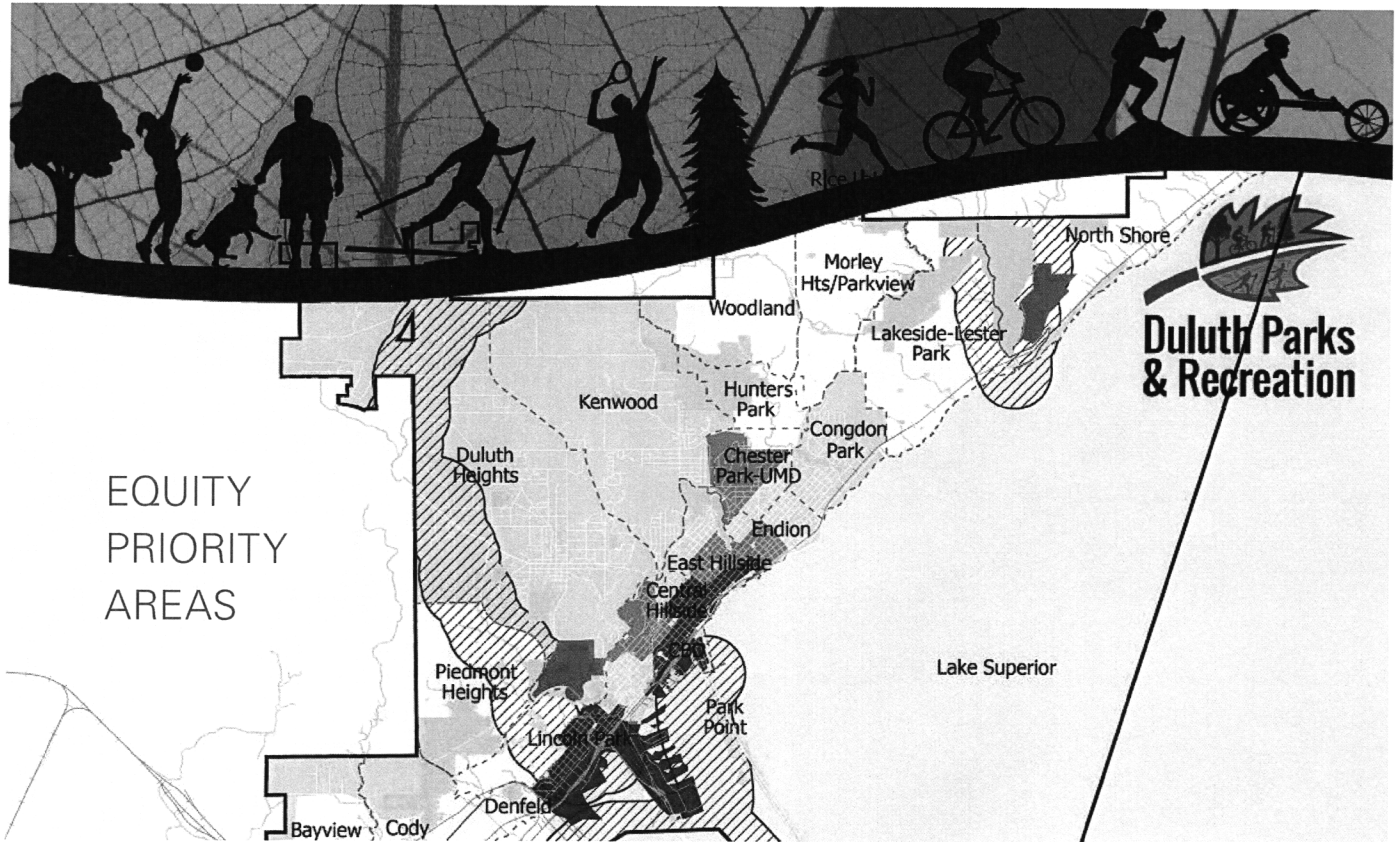 Rice
North Shore
Morley
Hts/Parkview
Woodland
Lakeside-Lester
Park
Duluth Parks
& Recreation
Hunters
Park
Kenwood
Congdon
Park
Chester
Park-UMD
Duluth
Heights
EQUITY
PRIORITY
AREAS
Endion
East Hillside
Central
Hillside
CBD
Lake Superior
Piedmont
Heights
Park
Point
Lincoln Park
Denfeld
Bayview
Cody